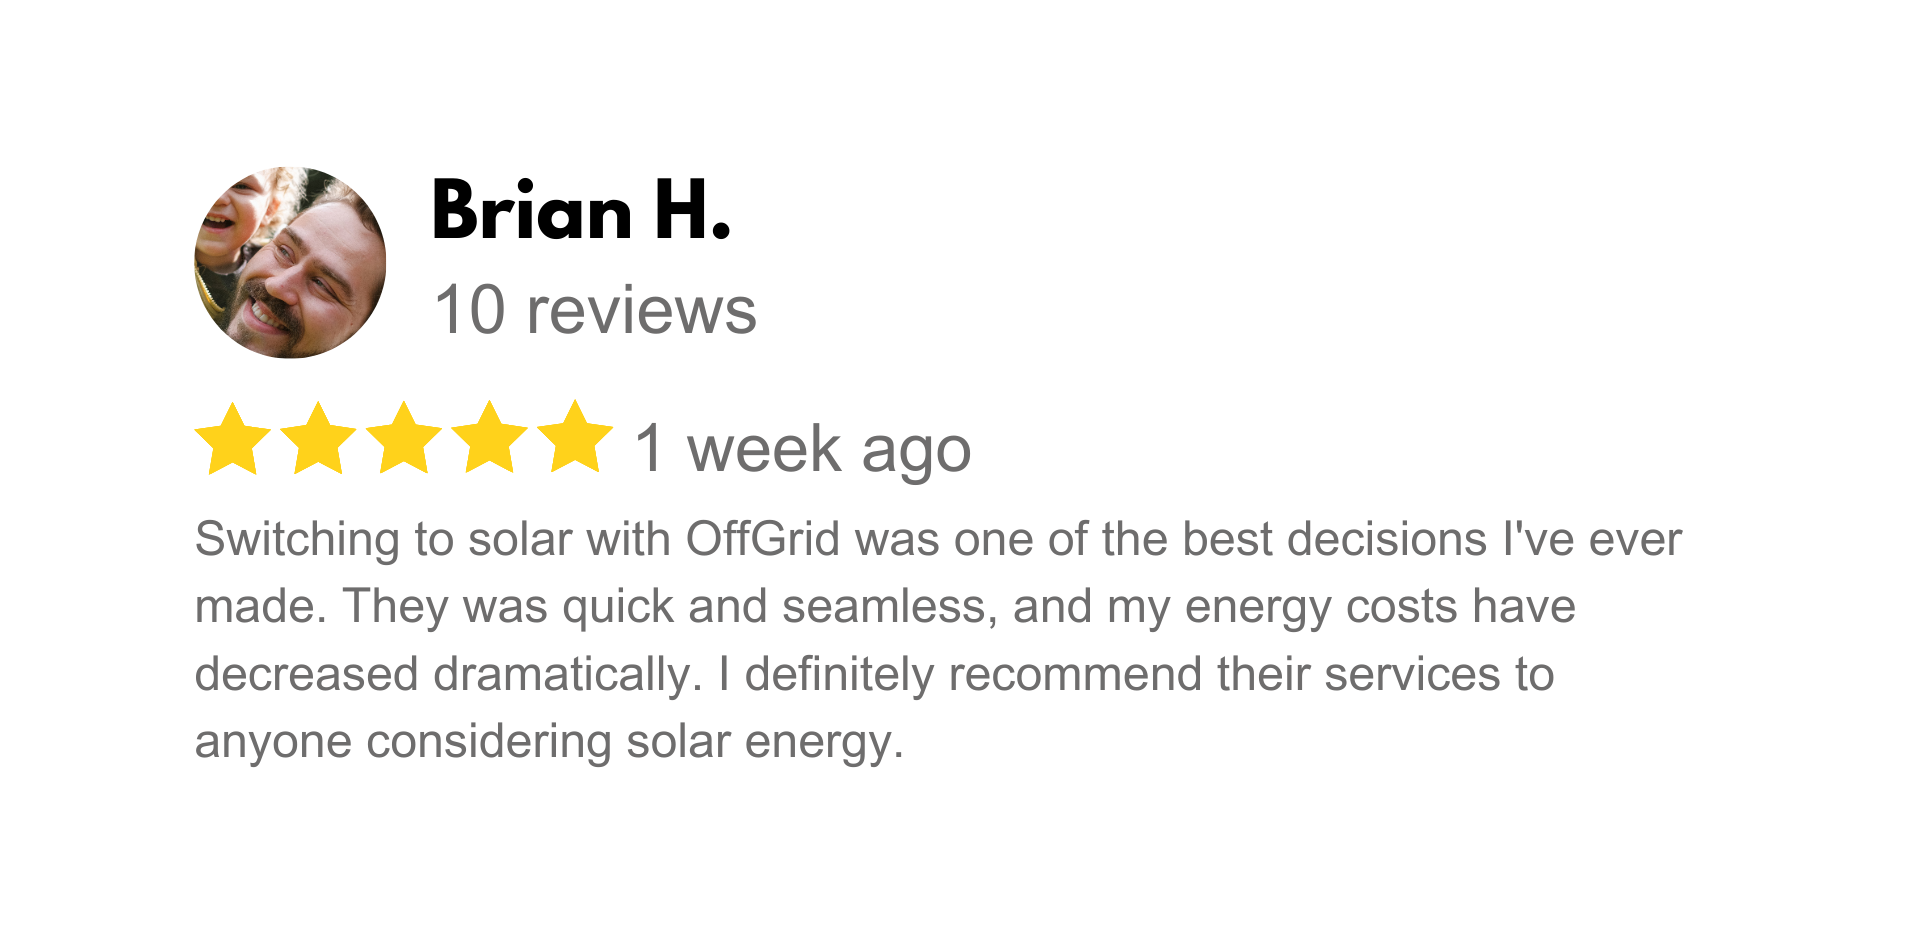 Brian H.
10 reviews
1 week ago
Switching to solar with OffGrid was one of the best decisions I've ever
made. They was quick and seamless, and my energy costs have
decreased dramatically. I definitely recommend their services to
anyone considering solar energy.